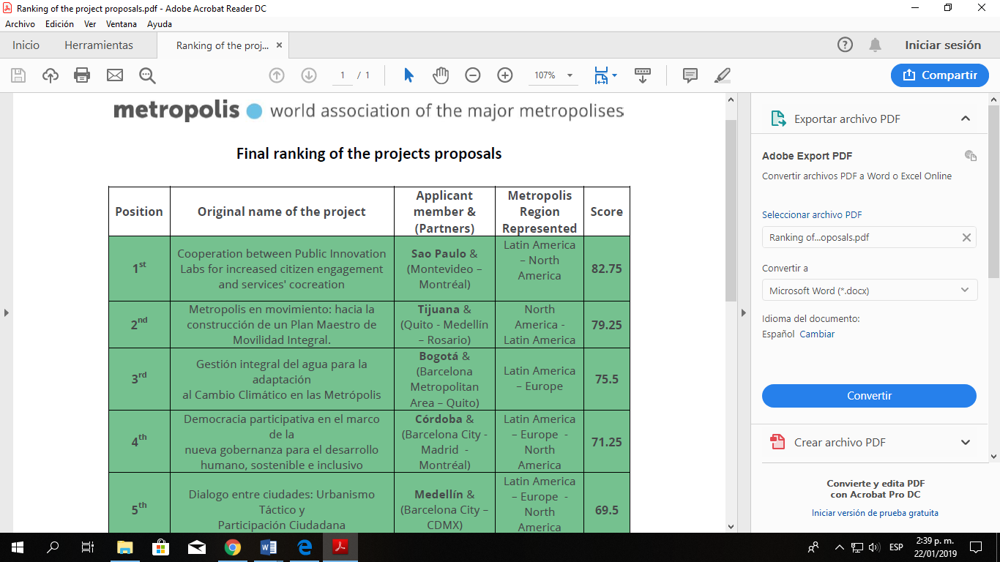 Ranking of the project proposals.pdf - Adobe Acrobat Reader DC
Archivo Edición Ver Ventana Ayuda
Inicio Herramientas Ranking of the proj... × Iniciar sesión
1 / 1 107% Compartir
metropolis world association of the major metropolises
Final ranking of the projects proposals
Position
Original name of the project
Applicant
member &
(Partners)
Metropolis
Region
Represented
Score
1st
Cooperation between Public Innovation
Labs for increased citizen engagement
and services' cocreation
Sao Paulo &
(Montevideo –
Montréal)
Latin America
– North
America
82.75
2nd
Metropolis en movimiento: hacia la
construcción de un Plan Maestro de
Movilidad Integral.
Tijuana &
(Quito - Medellín
– Rosario)
North
America -
Latin America
79.25
3rd
Gestión integral del agua para la
adaptación
al Cambio Climático en las Metrópolis
Bogotá &
(Barcelona
Metropolitan
Area – Quito)
Latin America
– Europe
75.5
4th
Democracia participativa en el marco
de la
nueva gobernanza para el desarrollo
humano, sostenible e inclusivo
Córdoba &
(Barcelona City -
Madrid -
Montréal)
Latin America
– Europe -
North
America
71.25
5th
Dialogo entre ciudades: Urbanismo
Táctico y
Participación Ciudadana
Medellín &
(Barcelona City –
CDMX)
Latin America
– Europe -
North
America
69.5
Exportar archivo PDF
Adobe Export PDF
Convertir archivos PDF a Word o Excel Online
Seleccionar archivo PDF
Ranking of...oposals.pdf
Convertir a
Microsoft Word (*.docx)
Idioma del documento:
Español Cambiar
Convertir
Crear archivo PDF
Convierte y edita PDF
con Acrobat Pro DC
Iniciar versión de prueba gratuita
ESP
2:39 p. m.
22/01/2019